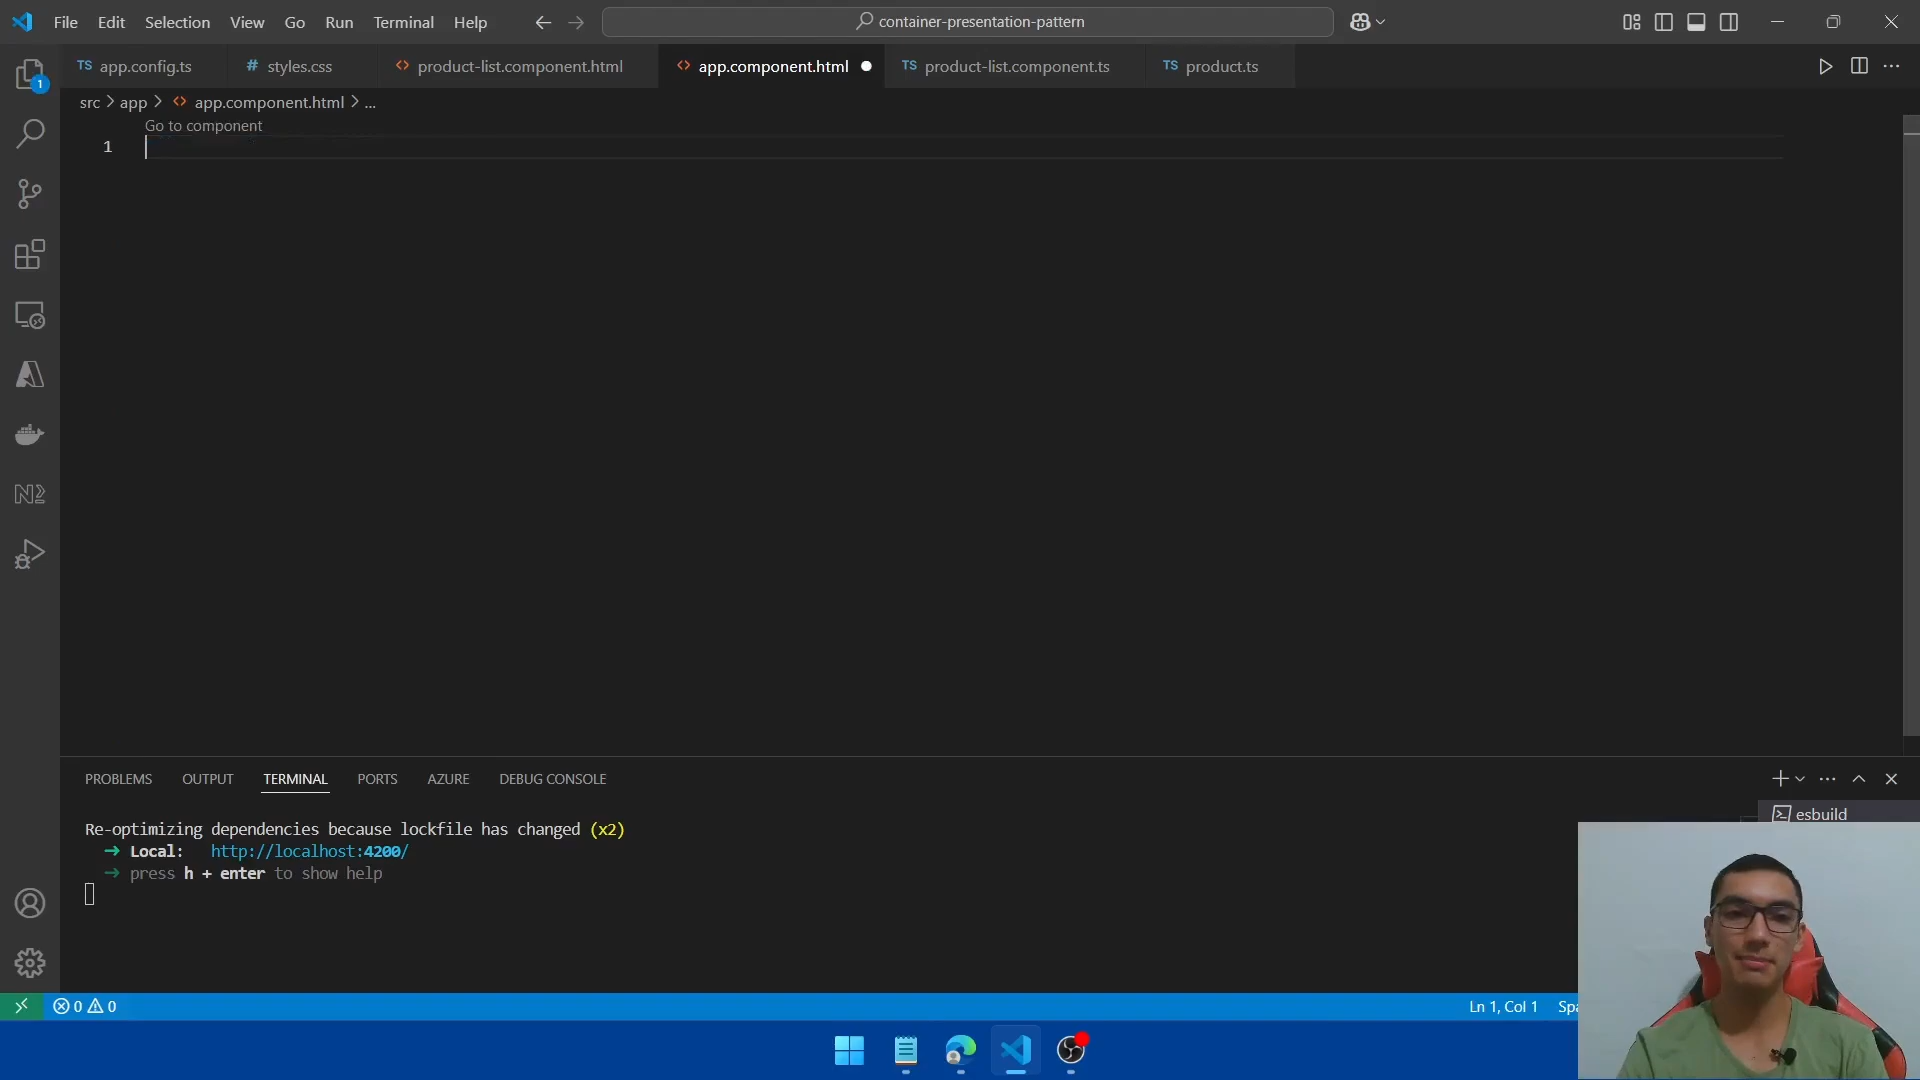 File Edit Selection View Go Run Terminal Help
container-presentation-pattern
TS app.config.ts
# styles.css
<> product-list.component.html
<> app.component.html
TS product-list.component.ts
TS product.ts
1
src > app > <> app.component.html > ...
Go to component
1
PROBLEMS OUTPUT TERMINAL PORTS AZURE DEBUG CONSOLE
esbuild
Re-optimizing dependencies because lockfile has changed (x2)
➜ Local: http://localhost:4200/
➜ press h + enter to show help
0 0
Ln 1, Col 1